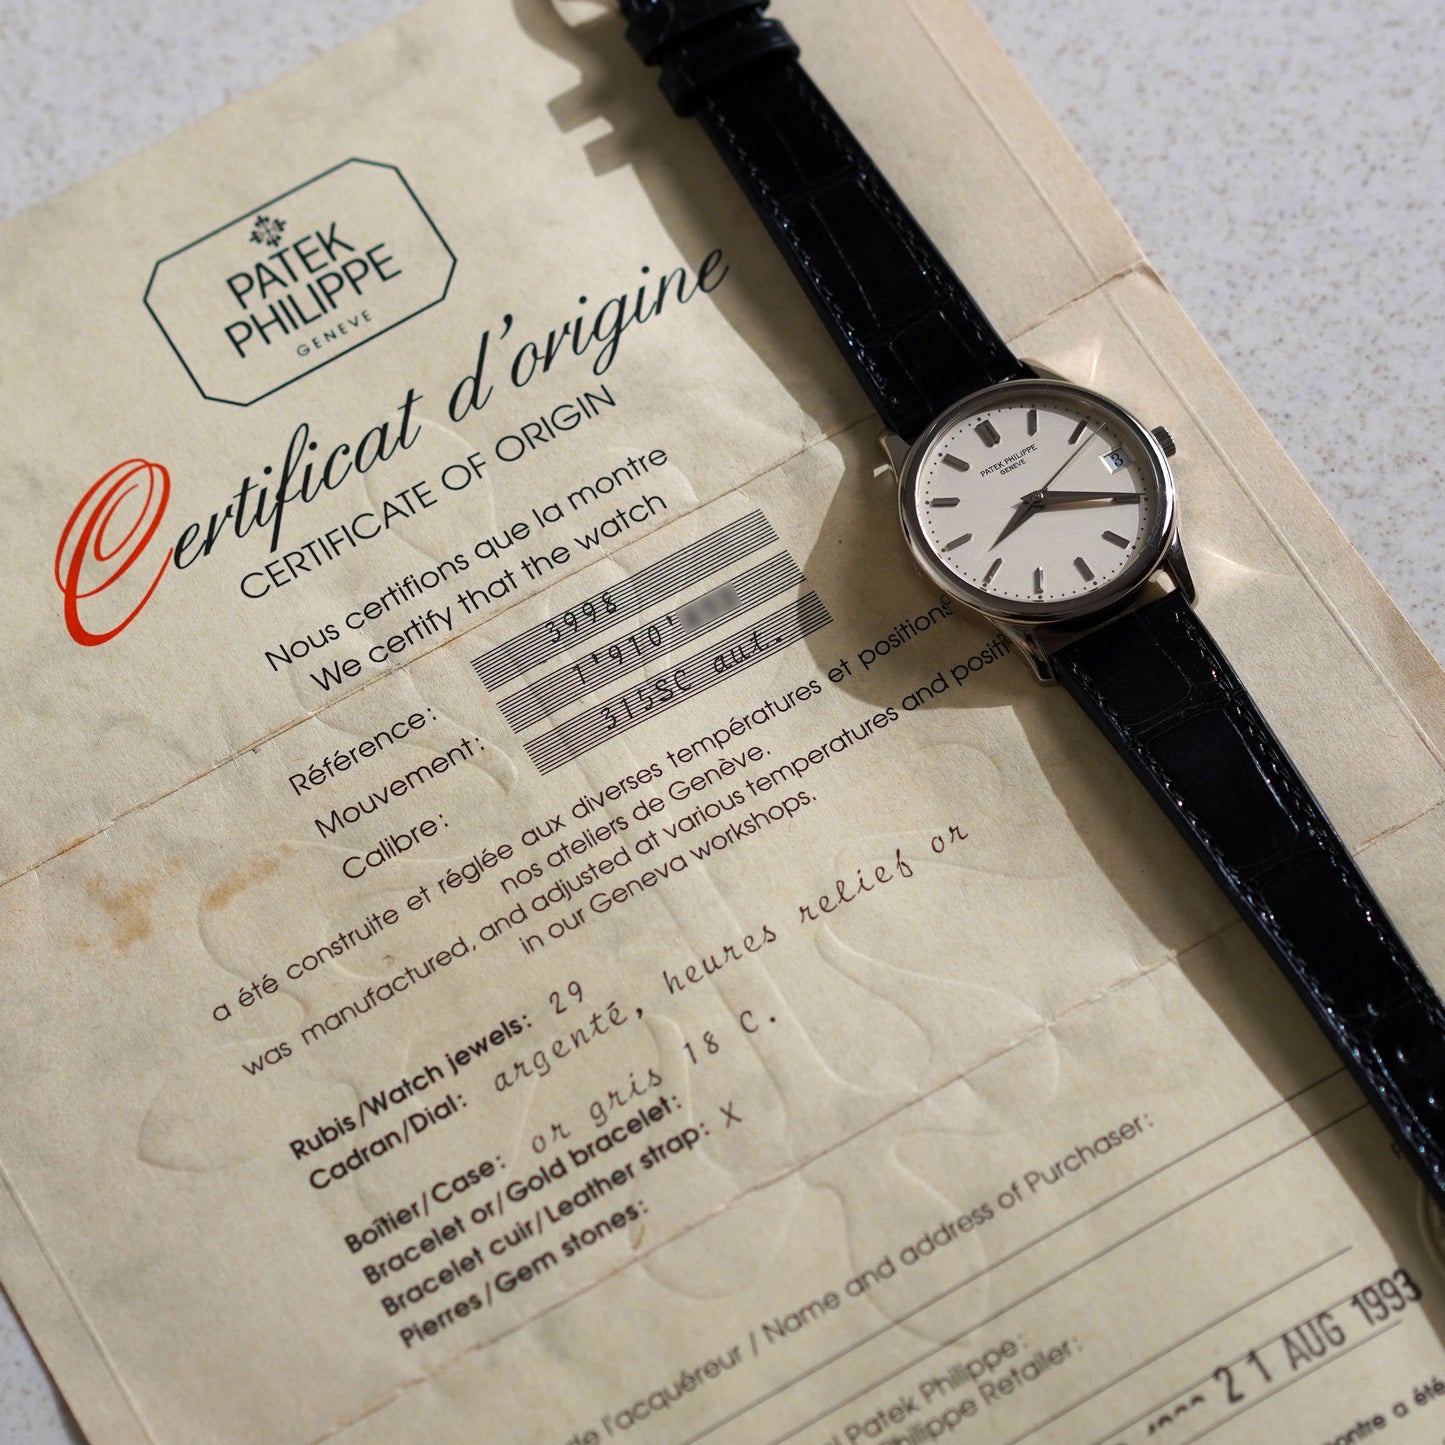 PATEK
PHILIPPE
GENEVE
Certificat d'origine
CERTIFICATE OF ORIGIN
Nous certifions que la montre
We certify that the watch
Référence: 3998
Mouvement: 1'910'
Calibre: 315SC aut.
a été construite et réglée aux diverses températures et positions
nos ateliers de Genève.
was manufactured, and adjusted at various temperatures and
in our Geneva workshops.
Rubis/Watch jewels: 29
Cadran/Dial: argenté, heures relief or
Boîtier/Case: or gris 18 C.
Bracelet or/Gold bracelet:
Bracelet cuir/Leather strap: X
Pierres/Gem stones:
de l'acquéreur / Name and address of Purchaser:
Patek Philippe:
Philippe Retailer:
21 AUG 1993
a été
PATEK PHILIPPE
GENEVE
8